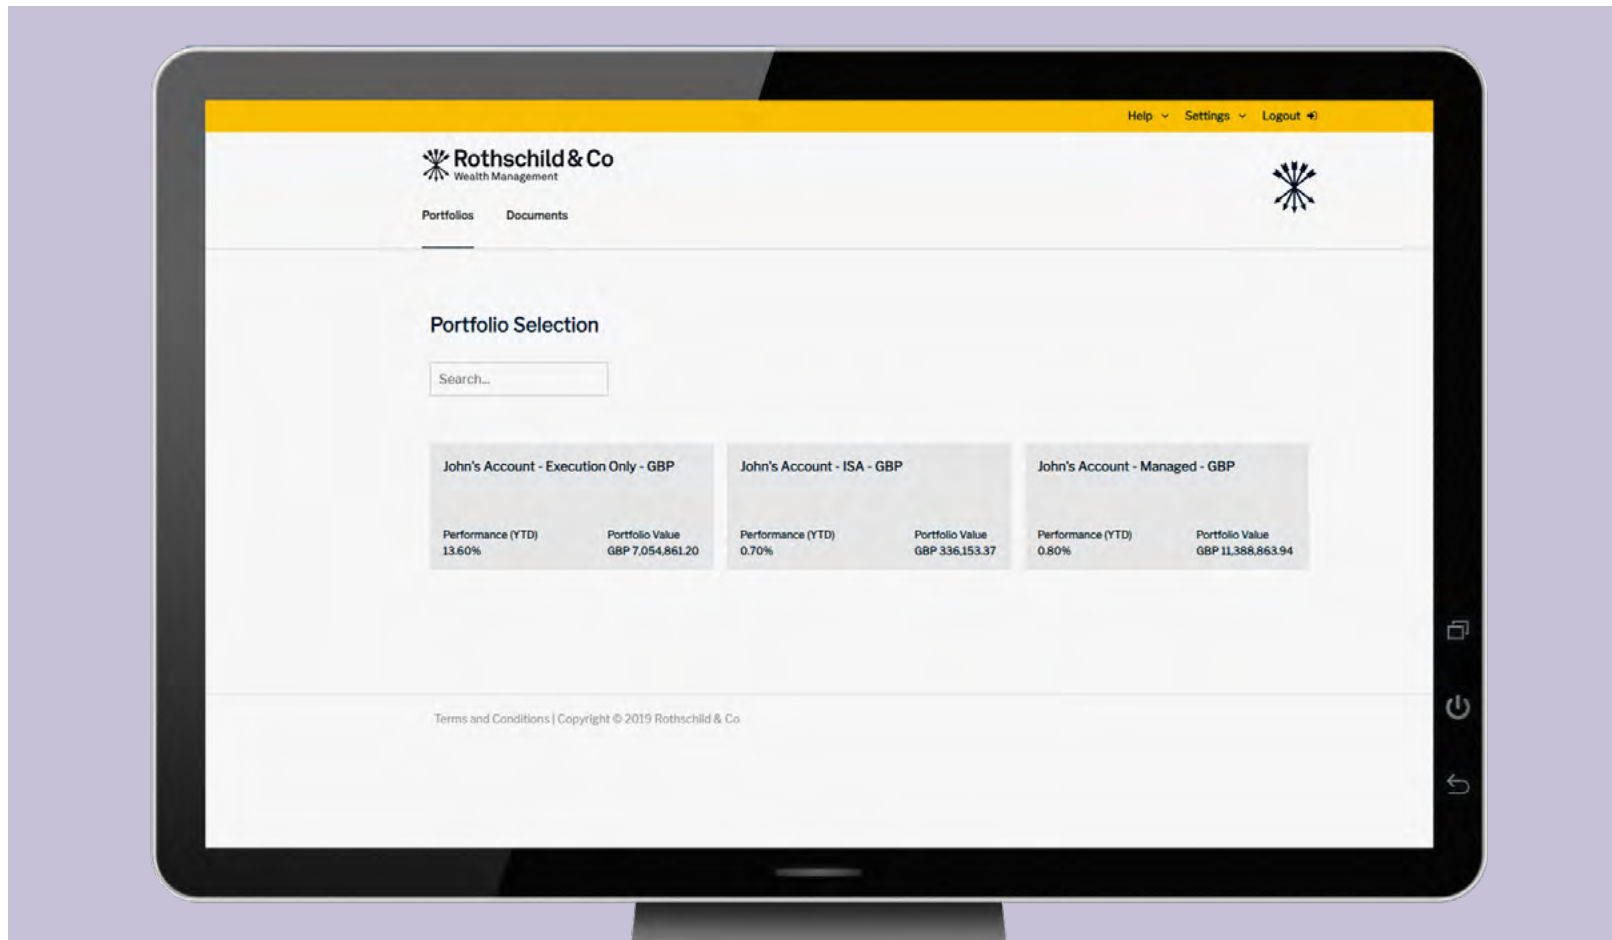 Help Settings Logout
Rothschild & Co
Wealth Management
Portfolios Documents
Portfolio Selection
Search...
John's Account - Execution Only - GBP
Performance (YTD) Portfolio Value
13.60% GBP 7,054,861.20
John's Account - ISA - GBP
Performance (YTD) Portfolio Value
0.70% GBP 336,153.37
John's Account - Managed - GBP
Performance (YTD) Portfolio Value
0.80% GBP 11,388,863.94
Terms and Conditions | Copyright © 2019 Rothschild & Co